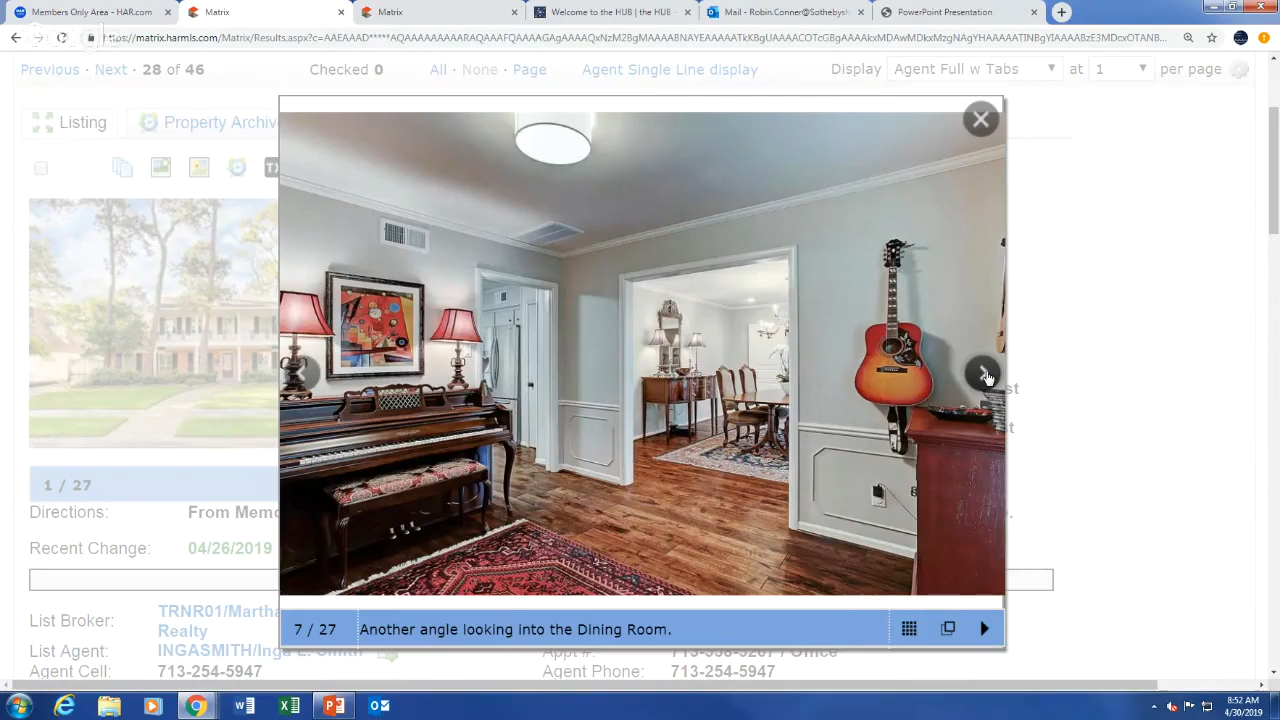 Members Only Area - HAR.com
Matrix
Matrix
Welcome to the HUB | the HUB -
Mail - Robin.Conner@Sothebysh
PowerPoint Presentation
Previous · Next · 28 of 46
Checked 0
All · None · Page
Agent Single Line display
Display
Agent Full w Tabs
at
1
per page
Listing
Property Archiv
1 / 27
Directions:
From Memo
Recent Change:
04/26/2019
List Broker:
TRNR01/Martha
Realty
List Agent:
Agent Cell:
713-254-5947
Agent Phone:
713-254-5947
7 / 27
Another angle looking into the Dining Room.
8:52 AM
4/30/2019